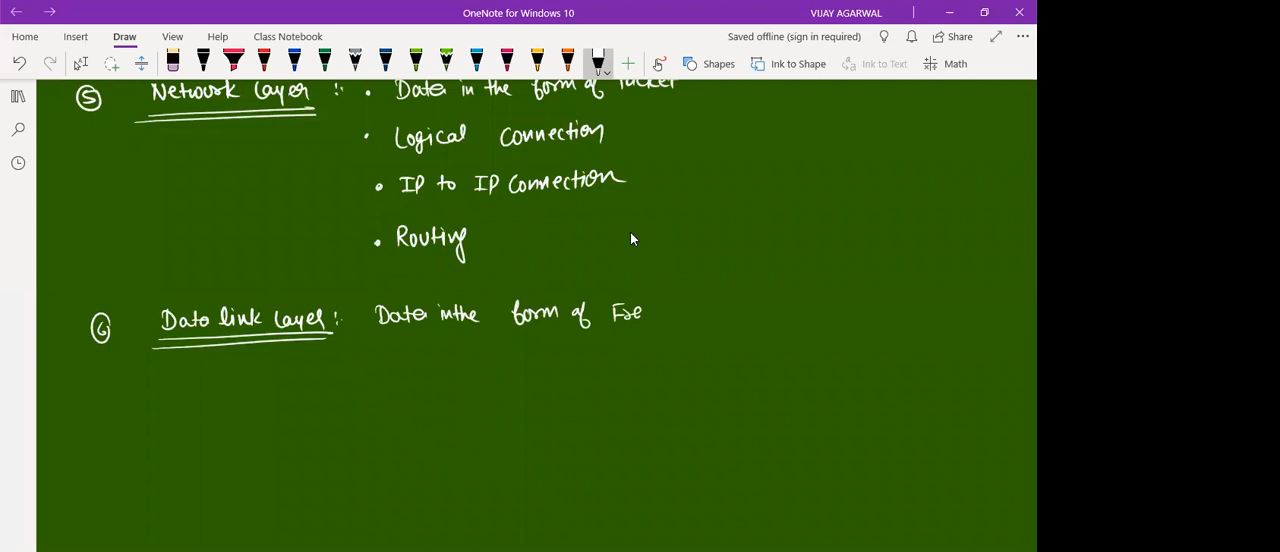 OneNote for Windows 10
VIJAY AGARWAL
Home Insert Draw View Help Class Notebook
Saved offline (sign in required) Share
Shapes Ink to Shape Ink to Text Math
5 Network Layer :- • Data in the form of Packet
• Logical Connection
• IP to IP Connection
• Routing
6 Data link Layer :- Data in the form of